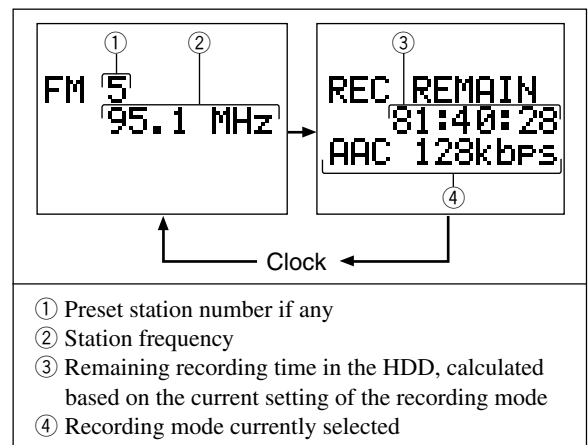 ① ②
FM 5
95.1 MHz
③
REC REMAIN
81:40:28
AAC 128kbps
④
Clock
① Preset station number if any
② Station frequency
③ Remaining recording time in the HDD, calculated
based on the current setting of the recording mode
④ Recording mode currently selected